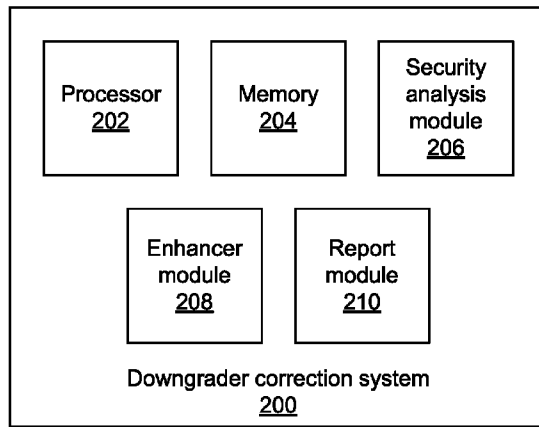 Processor
202
Memory
204
Security
analysis
module
206
Enhancer
module
208
Report
module
210
Downgrader correction system
200